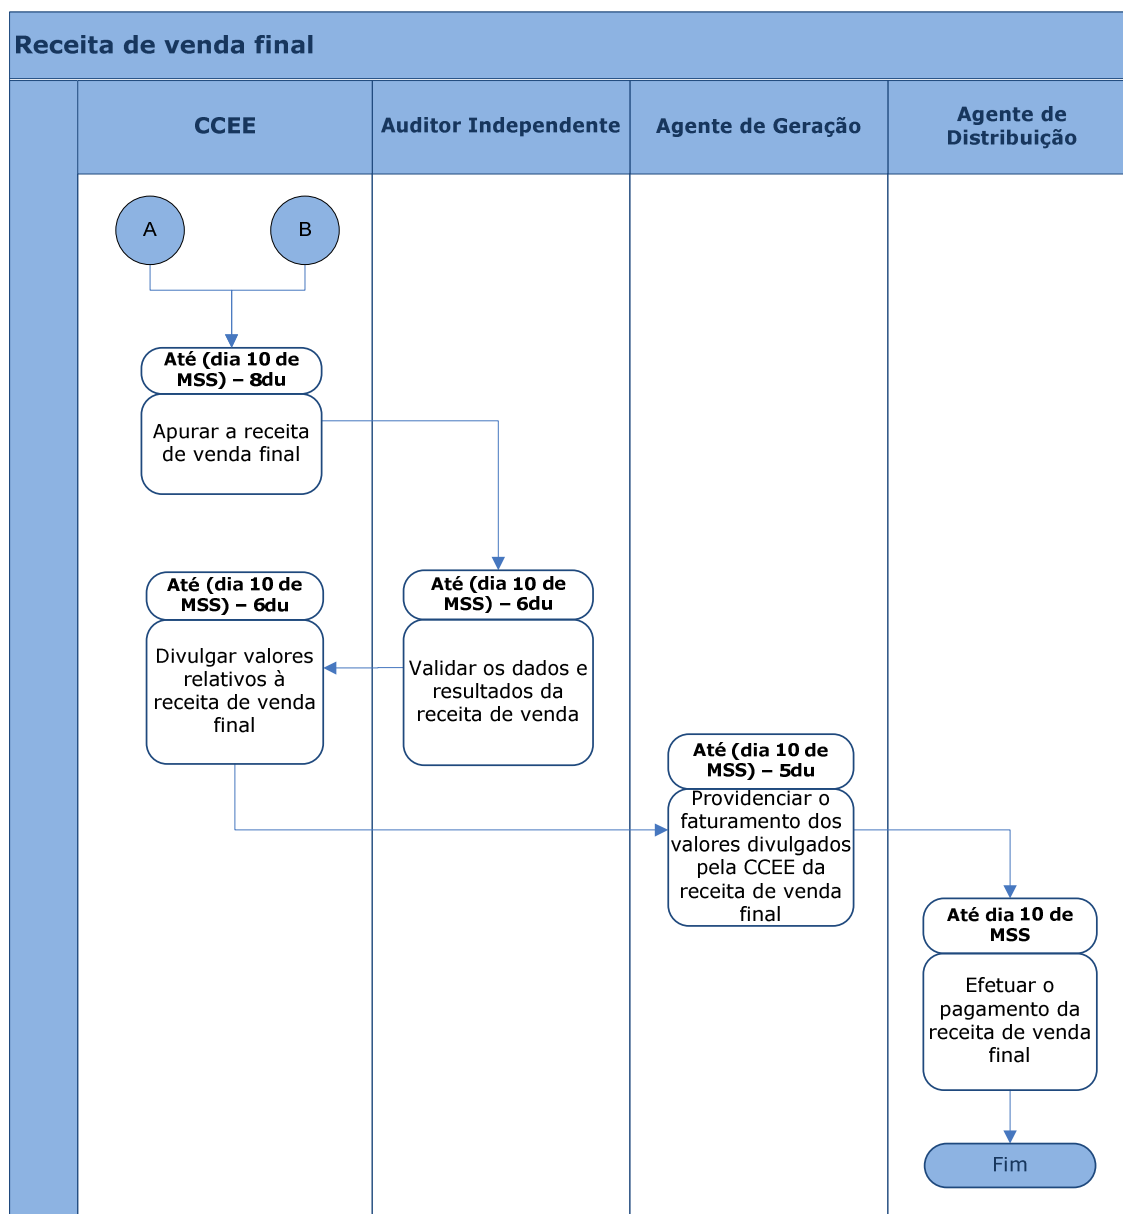 Receita de venda final
CCEE
Auditor Independente
Agente de Geração
Agente de
Distribuição
A
B
Até (dia 10 de
MSS) – 8du
Apurar a receita
de venda final
Até (dia 10 de
MSS) – 6du
Divulgar valores
relativos à
receita de venda
final
Até (dia 10 de
MSS) – 6du
Validar os dados e
resultados da
receita de venda
Até (dia 10 de
MSS) – 5du
Providenciar o
faturamento dos
valores divulgados
pela CCEE da
receita de venda
final
Até dia 10 de
MSS
Efetuar o
pagamento da
receita de venda
final
Fim